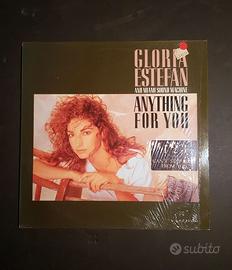 GLORIA
ESTEFAN
AND MIAMI SOUND MACHINE
ANYTHING
FOR YOU
subito